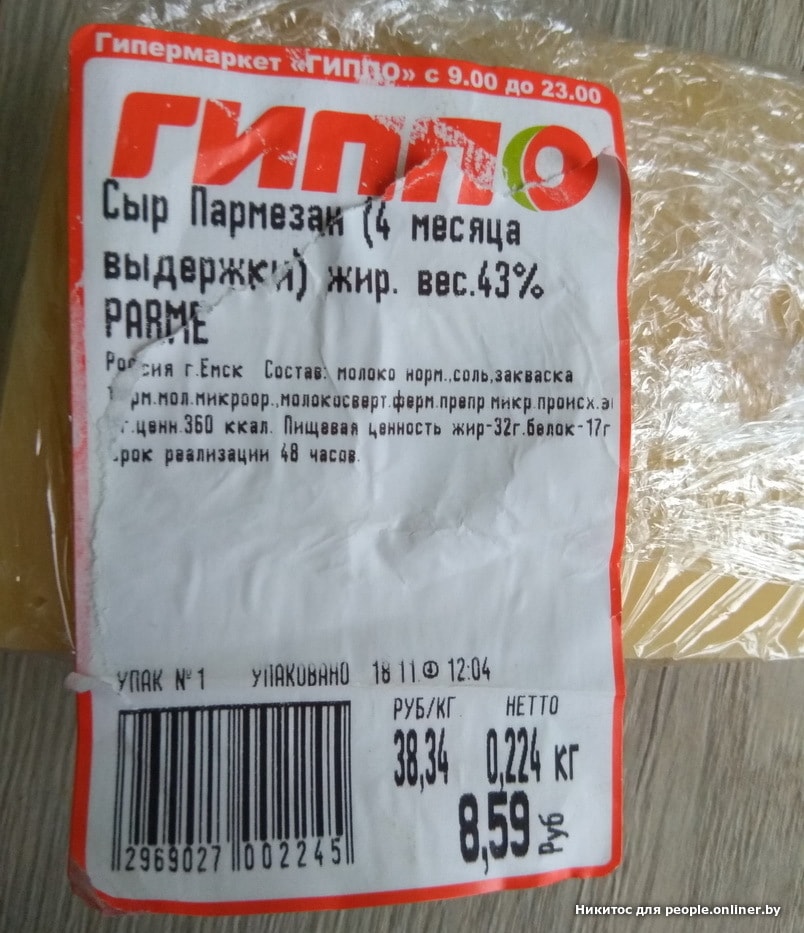 Гипермаркет «ГИППО» с 9.00 до 23.00
ГИППО
Сыр Пармезан (4 месяца
выдержки) жир. вес.43%
PARME
Россия г.Емск Состав: молоко норм.,соль,закваска
мол.микроор.,молокосверт.ферм.препр микр.происх.
ценн.360 ккал. Пищевая ценность жир-32г.белок-17г
реализации 48 часов.
УПАК №1 УПАКОВАНО 18 11 12:04
РУБ/КГ НЕТТО
38,34 0,224 кг
8,59 Руб
2969027 002245
Никитос для people.onliner.by